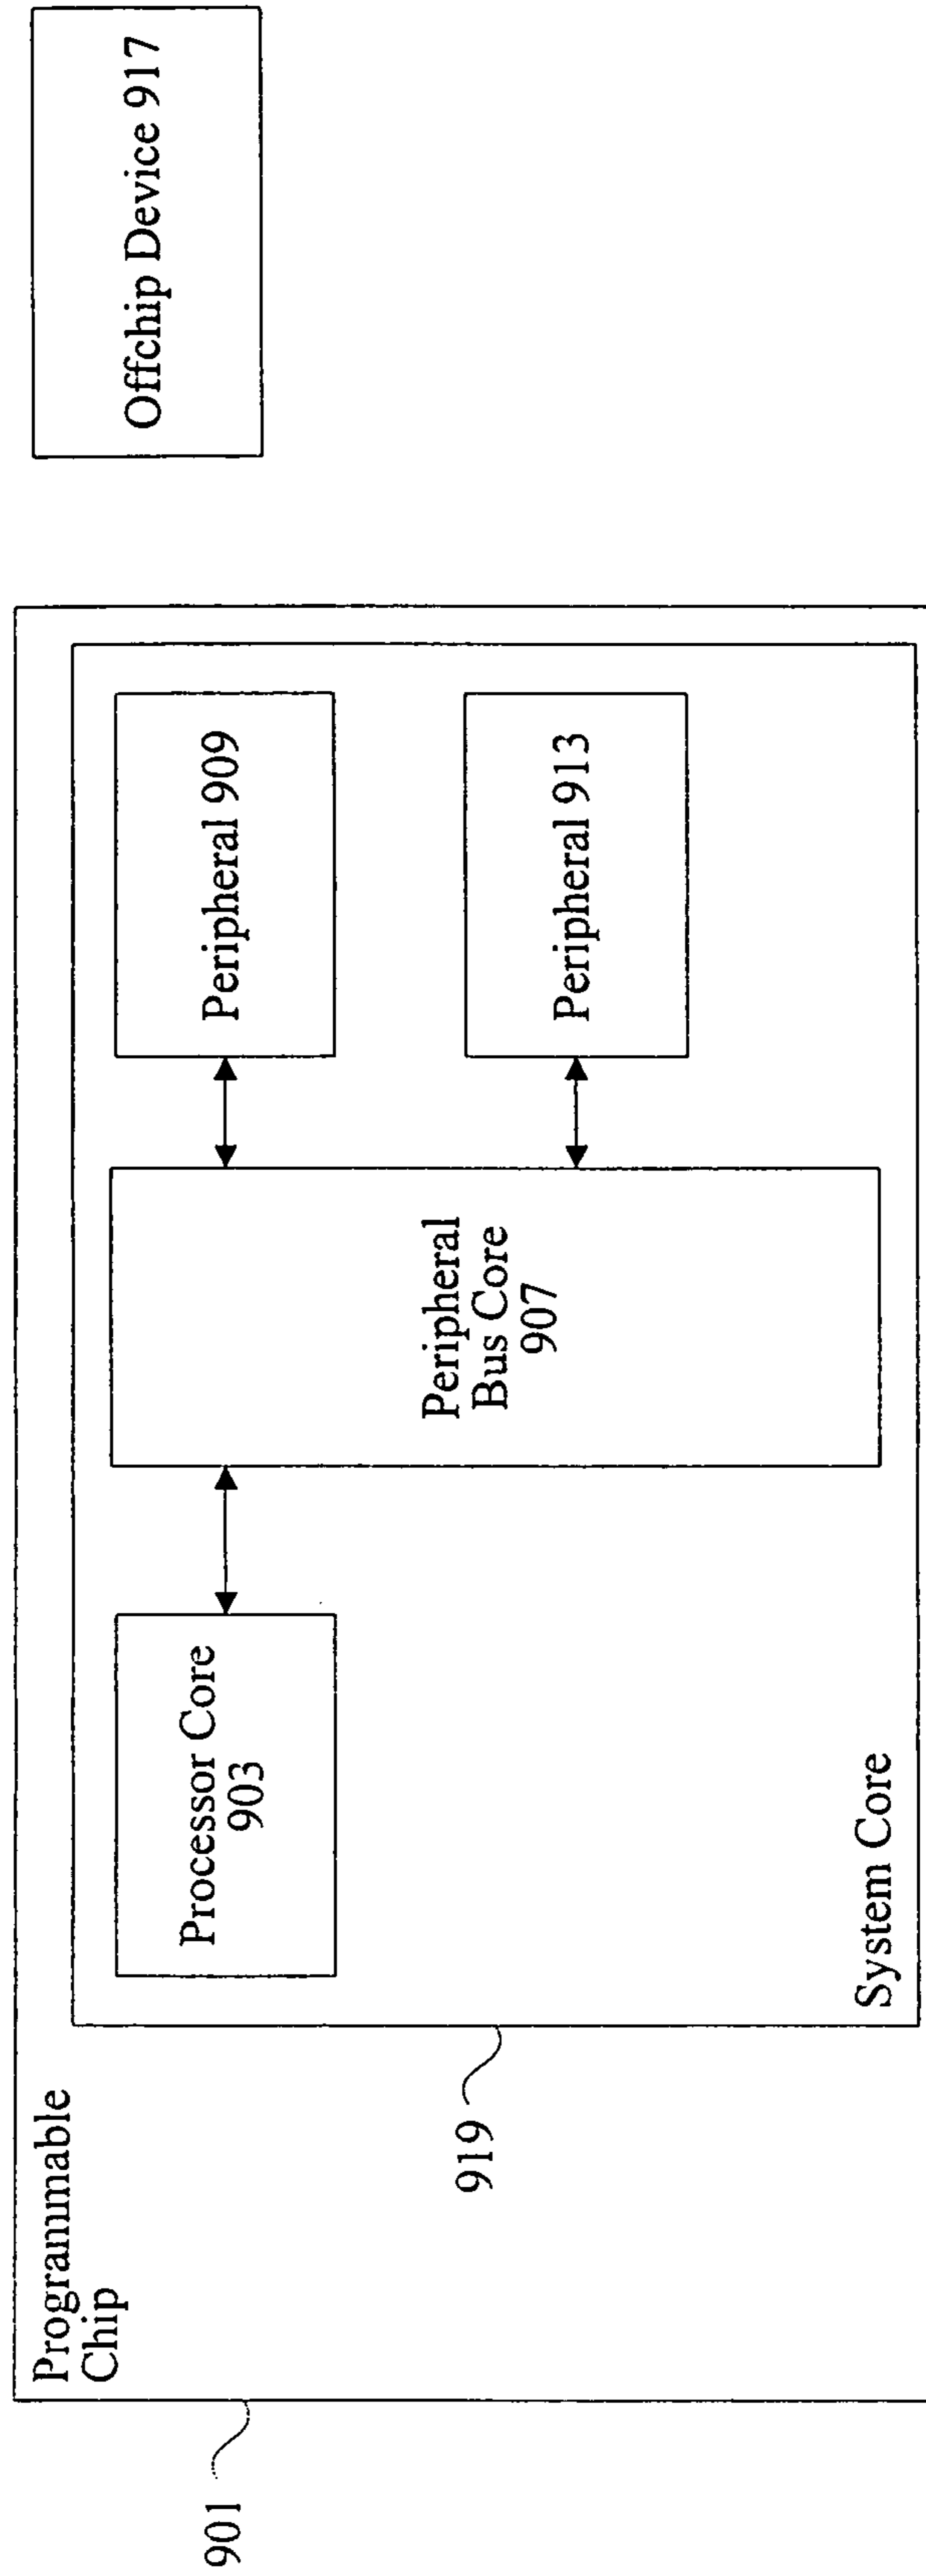 Programmable
Chip
901
919
System Core
Processor Core
903
Peripheral
Bus Core
907
Peripheral 909
Peripheral 913
Offchip Device 917